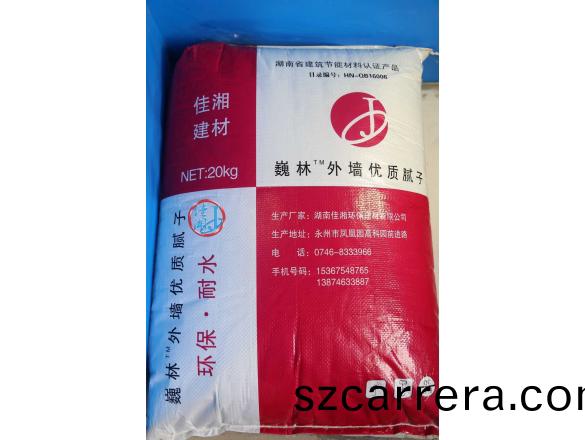 湖南省建筑节能材料认证产品
目录编号：HN-QB16006
佳湘
建材
NET:20kg
巍林™外墙优质腻子
生产厂家：湖南佳湘环保建材有限公司
生产地址：永州市凤凰园高科园前进路
电　　话：0746-8333966
手机号码：15367548765
13874633887
巍林™外墙优质腻子
佳湘
环保·耐水
szcarrera.com